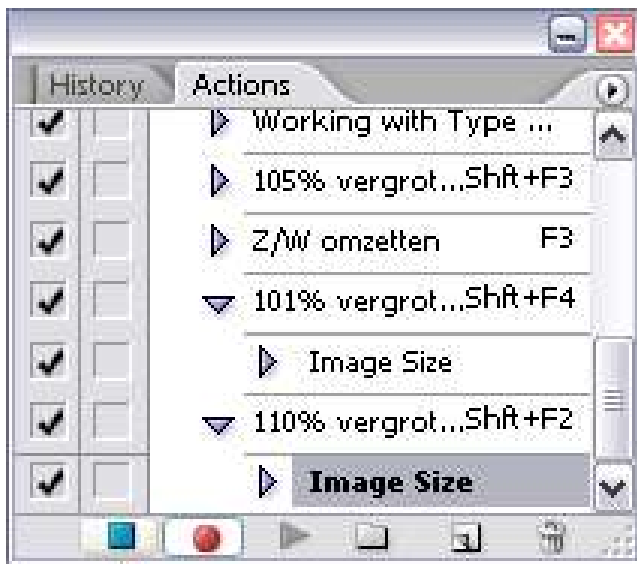 History Actions
Working with Type ...
105% vergrot...Shft+F3
Z/W omzetten F3
101% vergrot...Shft+F4
Image Size
110% vergrot...Shft+F2
Image Size